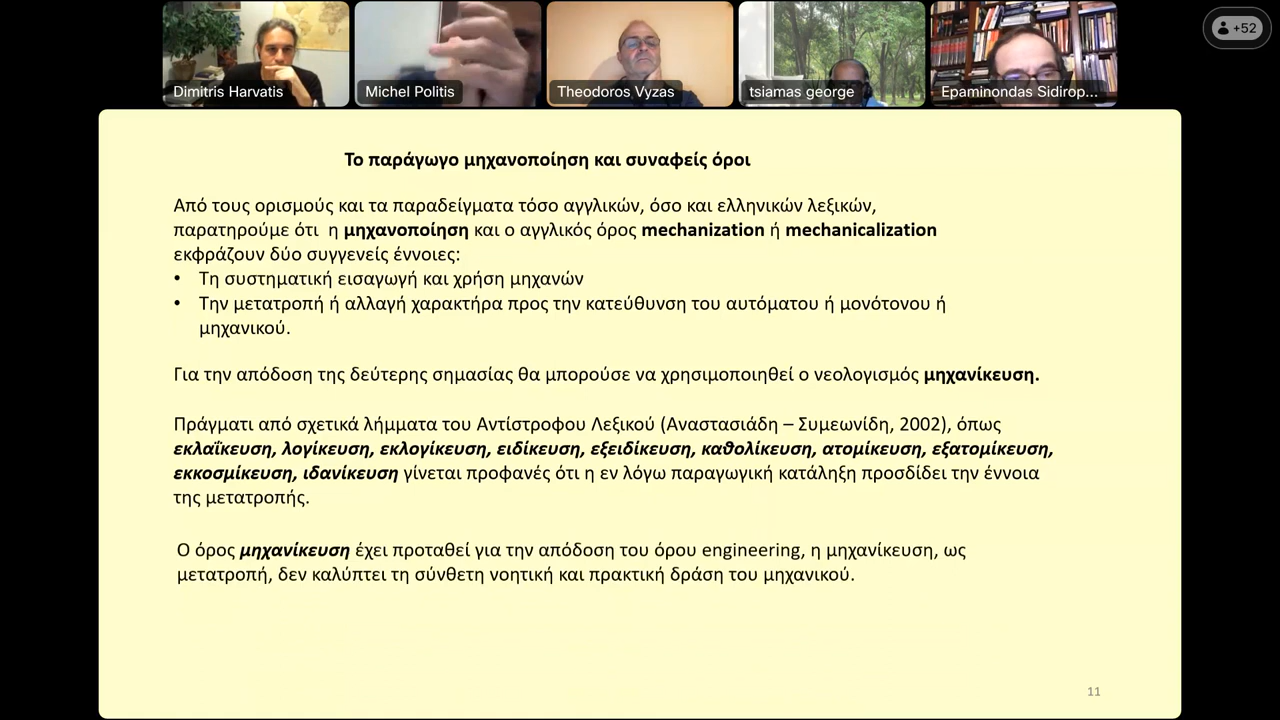 +52
Dimitris Harvatis
Michel Politis
Theodoros Vyzas
tsiamas george
Epaminondas Sidirop...
Το παράγωγο μηχανοποίηση και συναφείς όροι
Από τους ορισμούς και τα παραδείγματα τόσο αγγλικών, όσο και ελληνικών λεξικών,
παρατηρούμε ότι η μηχανοποίηση και ο αγγλικός όρος mechanization ή mechanicalization
εκφράζουν δύο συγγενείς έννοιες:
• Τη συστηματική εισαγωγή και χρήση μηχανών
• Την μετατροπή ή αλλαγή χαρακτήρα προς την κατεύθυνση του αυτόματου ή μονότονου ή
μηχανικού.
Για την απόδοση της δεύτερης σημασίας θα μπορούσε να χρησιμοποιηθεί ο νεολογισμός μηχανίκευση.
Πράγματι από σχετικά λήμματα του Αντίστροφου Λεξικού (Αναστασιάδη – Συμεωνίδη, 2002), όπως
εκλαΐκευση, λογίκευση, εκλογίκευση, ειδίκευση, εξειδίκευση, καθολίκευση, ατομίκευση, εξατομίκευση,
εκκοσμίκευση, ιδανίκευση γίνεται προφανές ότι η εν λόγω παραγωγική κατάληξη προσδίδει την έννοια
της μετατροπής.
Ο όρος μηχανίκευση έχει προταθεί για την απόδοση του όρου engineering, η μηχανίκευση, ως
μετατροπή, δεν καλύπτει τη σύνθετη νοητική και πρακτική δράση του μηχανικού.
11